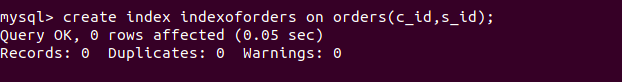 mysql> create index indexoforders on orders(c_id,s_id);
Query OK, 0 rows affected (0.05 sec)
Records: 0  Duplicates: 0  Warnings: 0